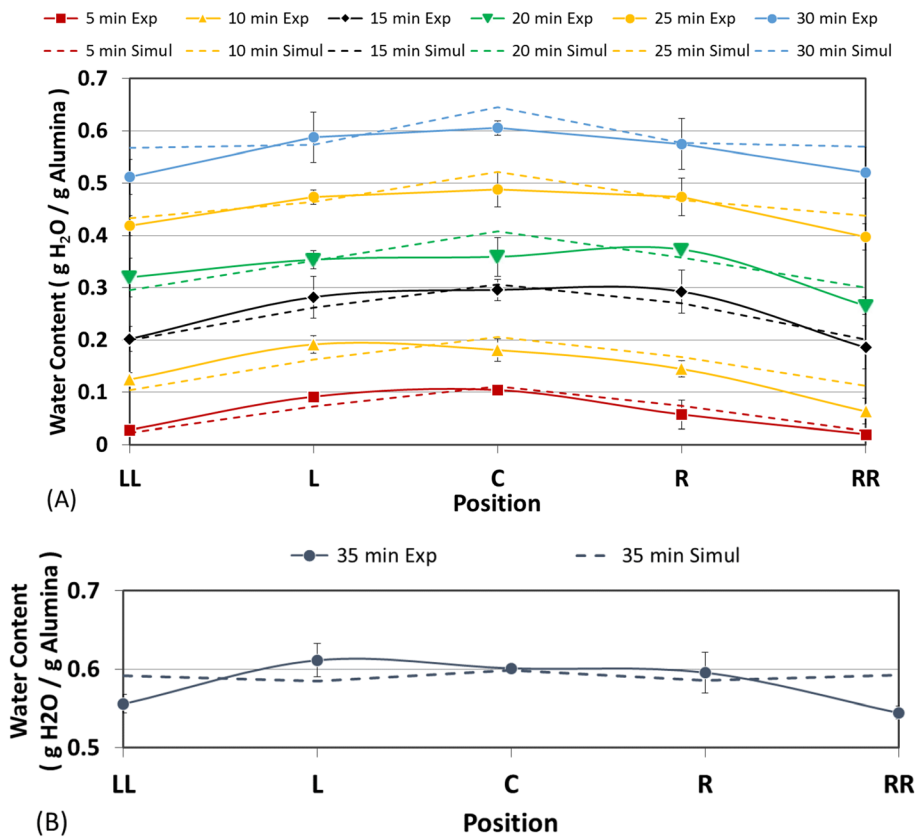 5 min Exp 10 min Exp 15 min Exp 20 min Exp 25 min Exp 30 min Exp
5 min Simul 10 min Simul 15 min Simul 20 min Simul 25 min Simul 30 min Simul
Water Content ( g H₂O / g Alumina )
0.7
0.6
0.5
0.4
0.3
0.2
0.1
0
LL L C R RR
Position
(A)
35 min Exp 35 min Simul
Water Content
( g H2O / g Alumina)
0.7
0.6
0.5
LL L C R RR
Position
(B)